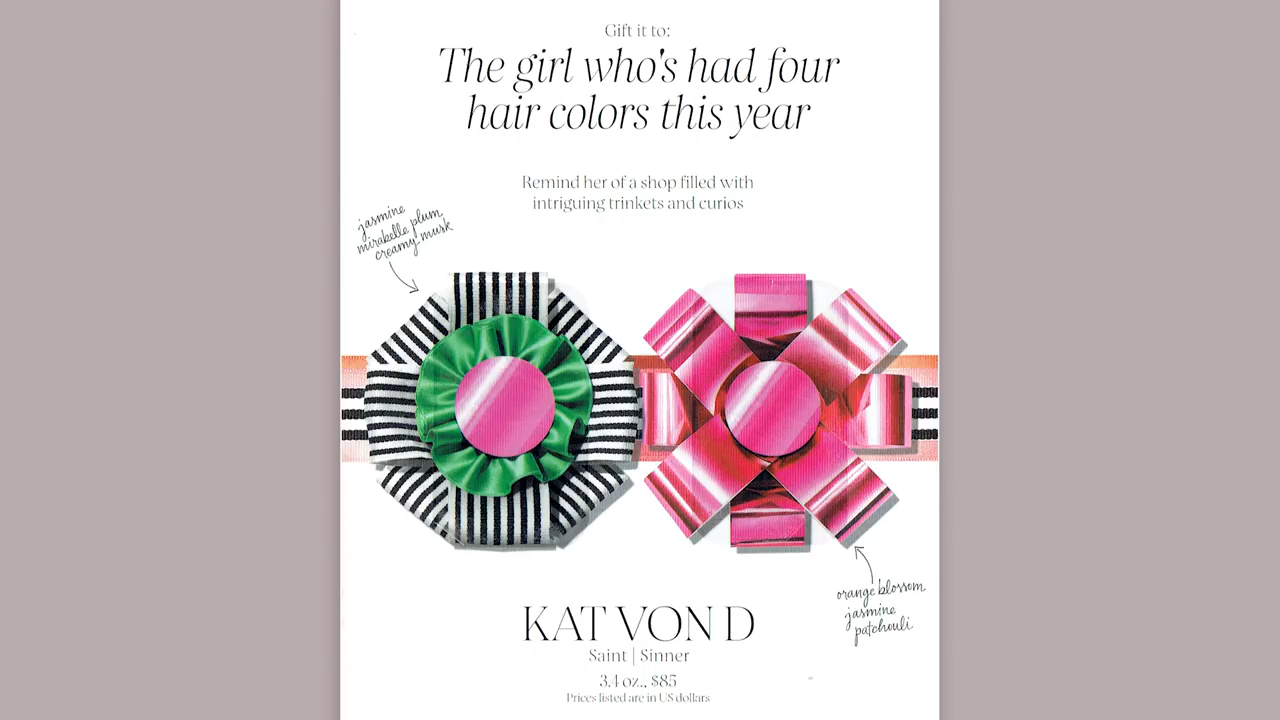 Gift it to:
The girl who's had four
hair colors this year
Remind her of a shop filled with
intriguing trinkets and curios
jasmine
mirabelle plum
creamy musk
orange blossom
jasmine
patchouli
KAT VON D
Saint | Sinner
3.4 oz., $85
Prices listed are in US dollars